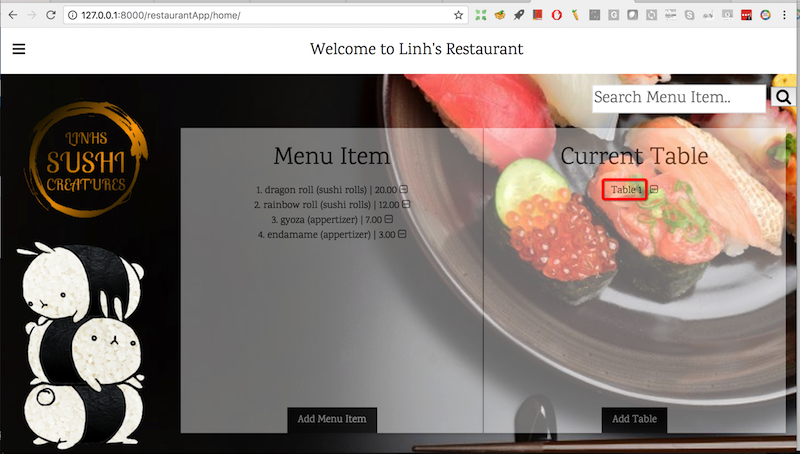 127.0.0.1:8000/restaurantApp/home/
Welcome to Linh's Restaurant
Search Menu Item..
LINHS
SUSHI
CREATURES
Menu Item
1. dragon roll (sushi rolls) | 20.00
2. rainbow roll (sushi rolls) | 12.00
3. gyoza (appertizer) | 7.00
4. endamame (appertizer) | 3.00
Add Menu Item
Current Table
Table 1
Add Table